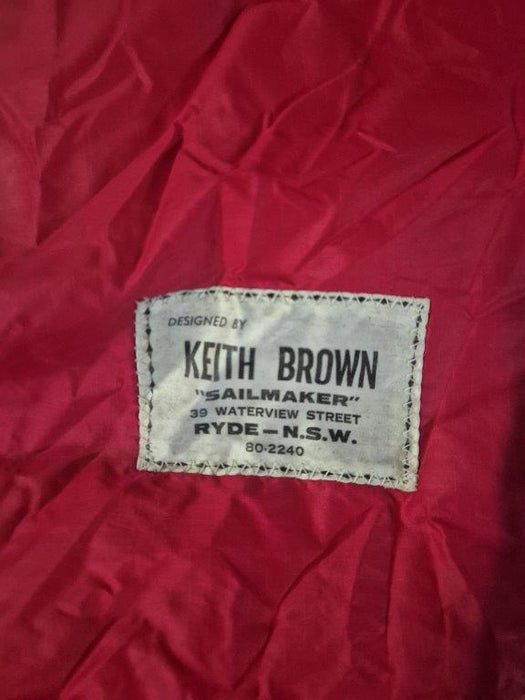 DESIGNED BY
KEITH BROWN
"SAILMAKER"
39 WATERVIEW STREET
RYDE - N.S.W.
80-2240